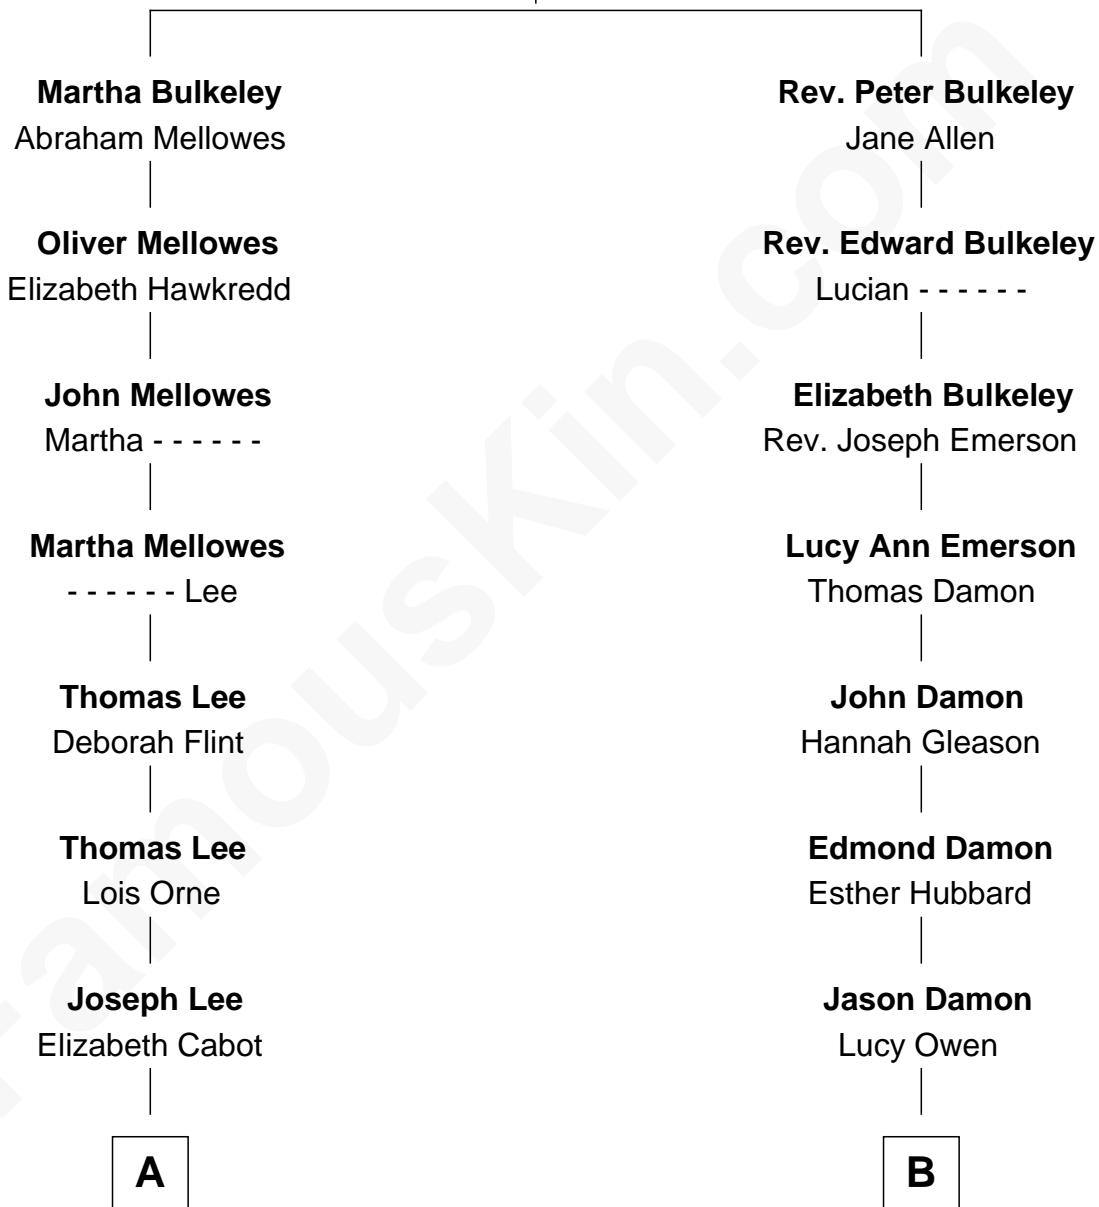 Martha Bulkeley
Abraham Mellowes
Oliver Mellowes
Elizabeth Hawkredd
John Mellowes
Martha - - - - - -
Martha Mellowes
- - - - - - Lee
Thomas Lee
Deborah Flint
Thomas Lee
Lois Orne
Joseph Lee
Elizabeth Cabot
A
Rev. Peter Bulkeley
Jane Allen
Rev. Edward Bulkeley
Lucian - - - - - -
Elizabeth Bulkeley
Rev. Joseph Emerson
Lucy Ann Emerson
Thomas Damon
John Damon
Hannah Gleason
Edmond Damon
Esther Hubbard
Jason Damon
Lucy Owen
B
FamousKin.com